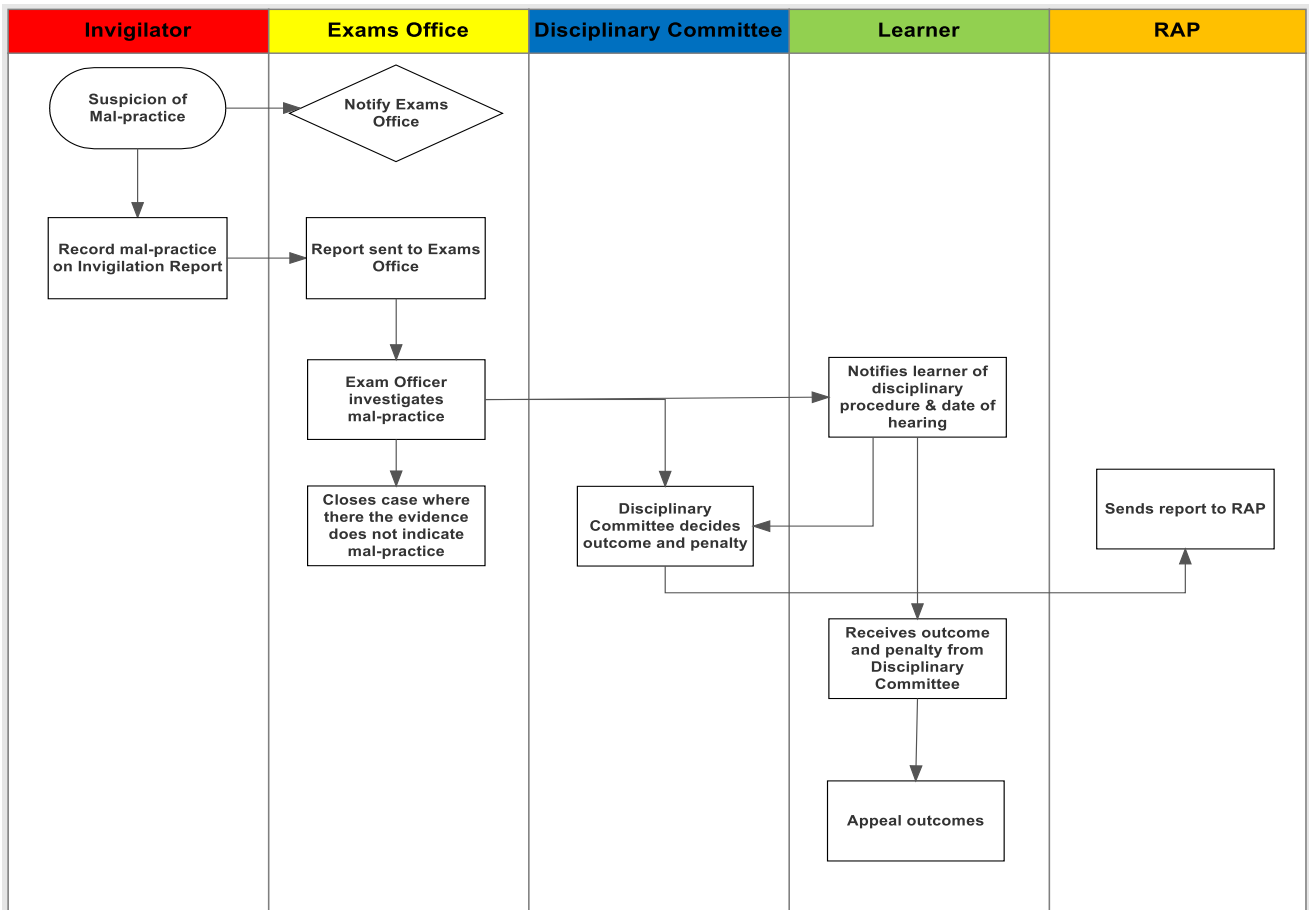 Invigilator
Exams Office
Disciplinary Committee
Learner
RAP
Suspicion of
Mal-practice
Notify Exams
Office
Record mal-practice
on Invigilation Report
Report sent to Exams
Office
Exam Officer
investigates
mal-practice
Notifies learner of
disciplinary
procedure & date of
hearing
Closes case where
there the evidence
does not indicate
mal-practice
Disciplinary
Committee decides
outcome and penalty
Sends report to RAP
Receives outcome
and penalty from
Disciplinary
Committee
Appeal outcomes